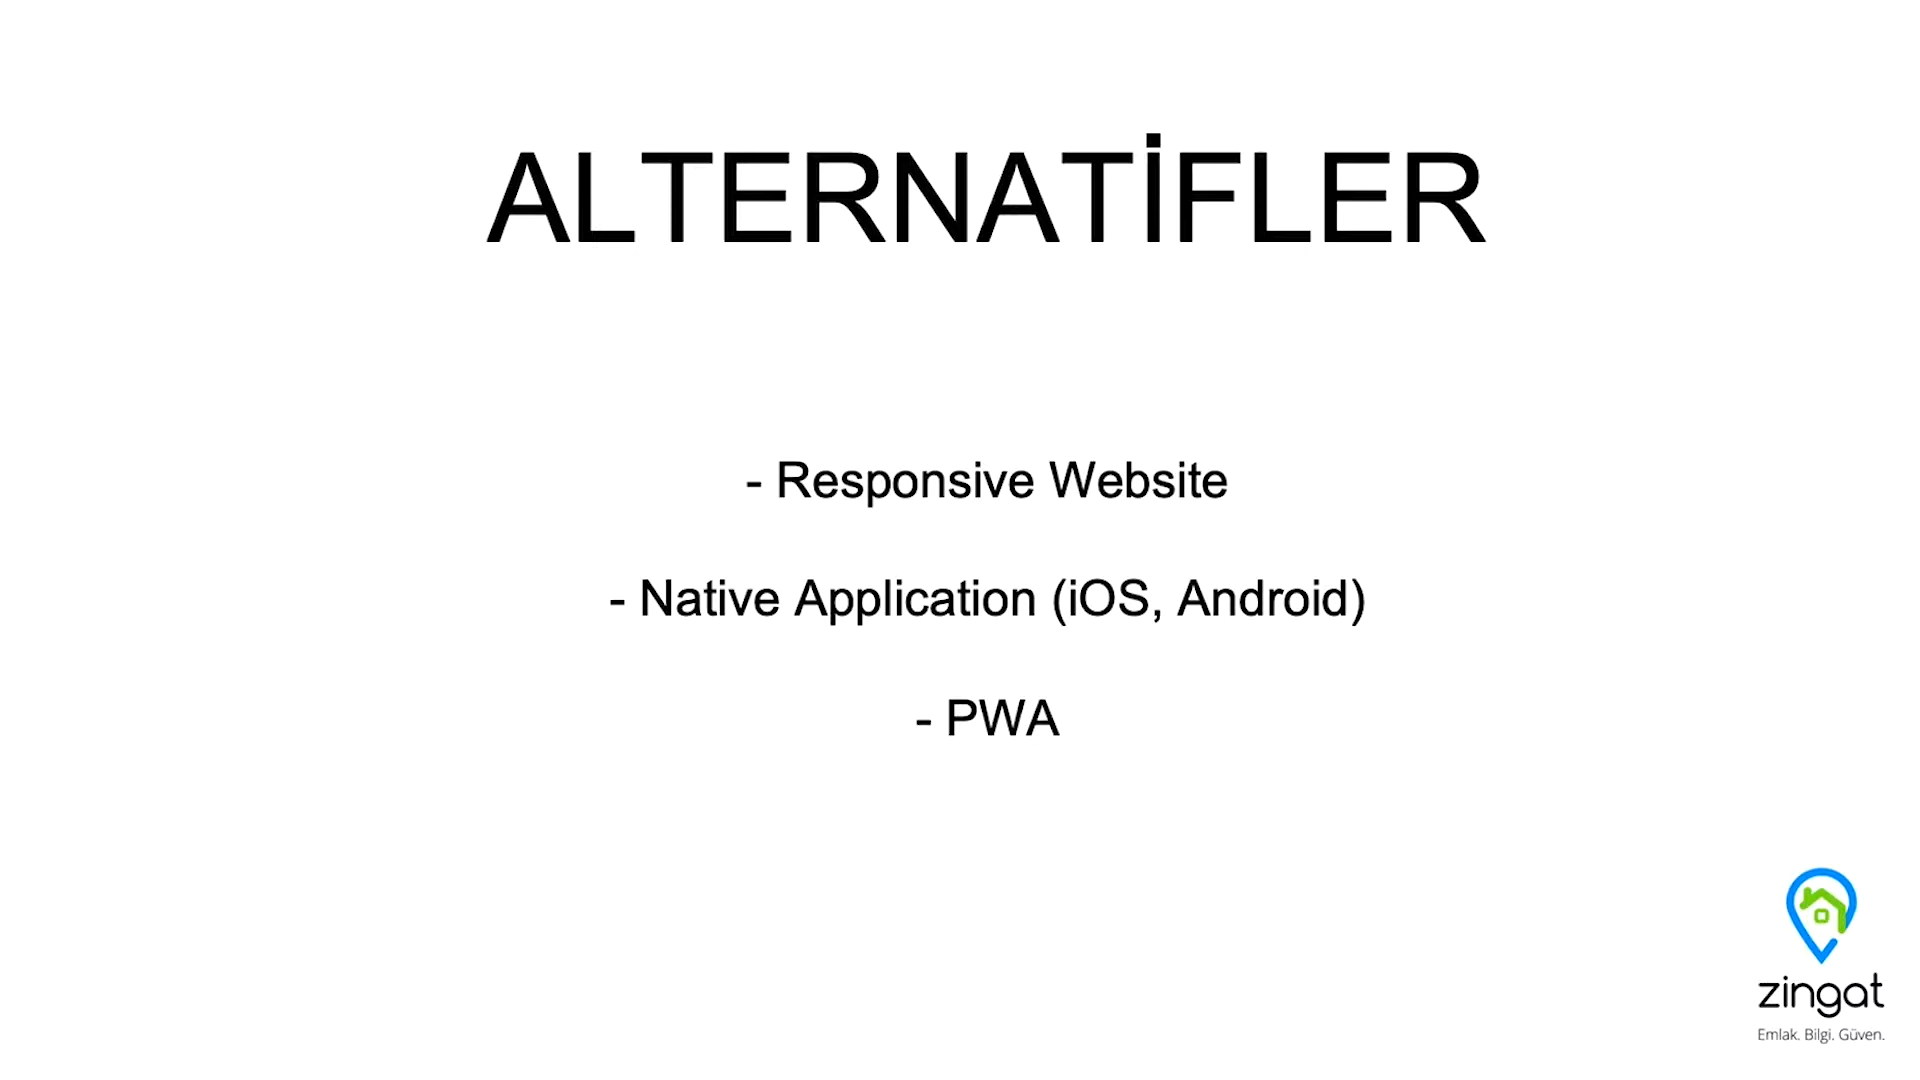 ALTERNATİFLER
- Responsive Website
- Native Application (iOS, Android)
- PWA
zingat
Emlak. Bilgi. Güven.